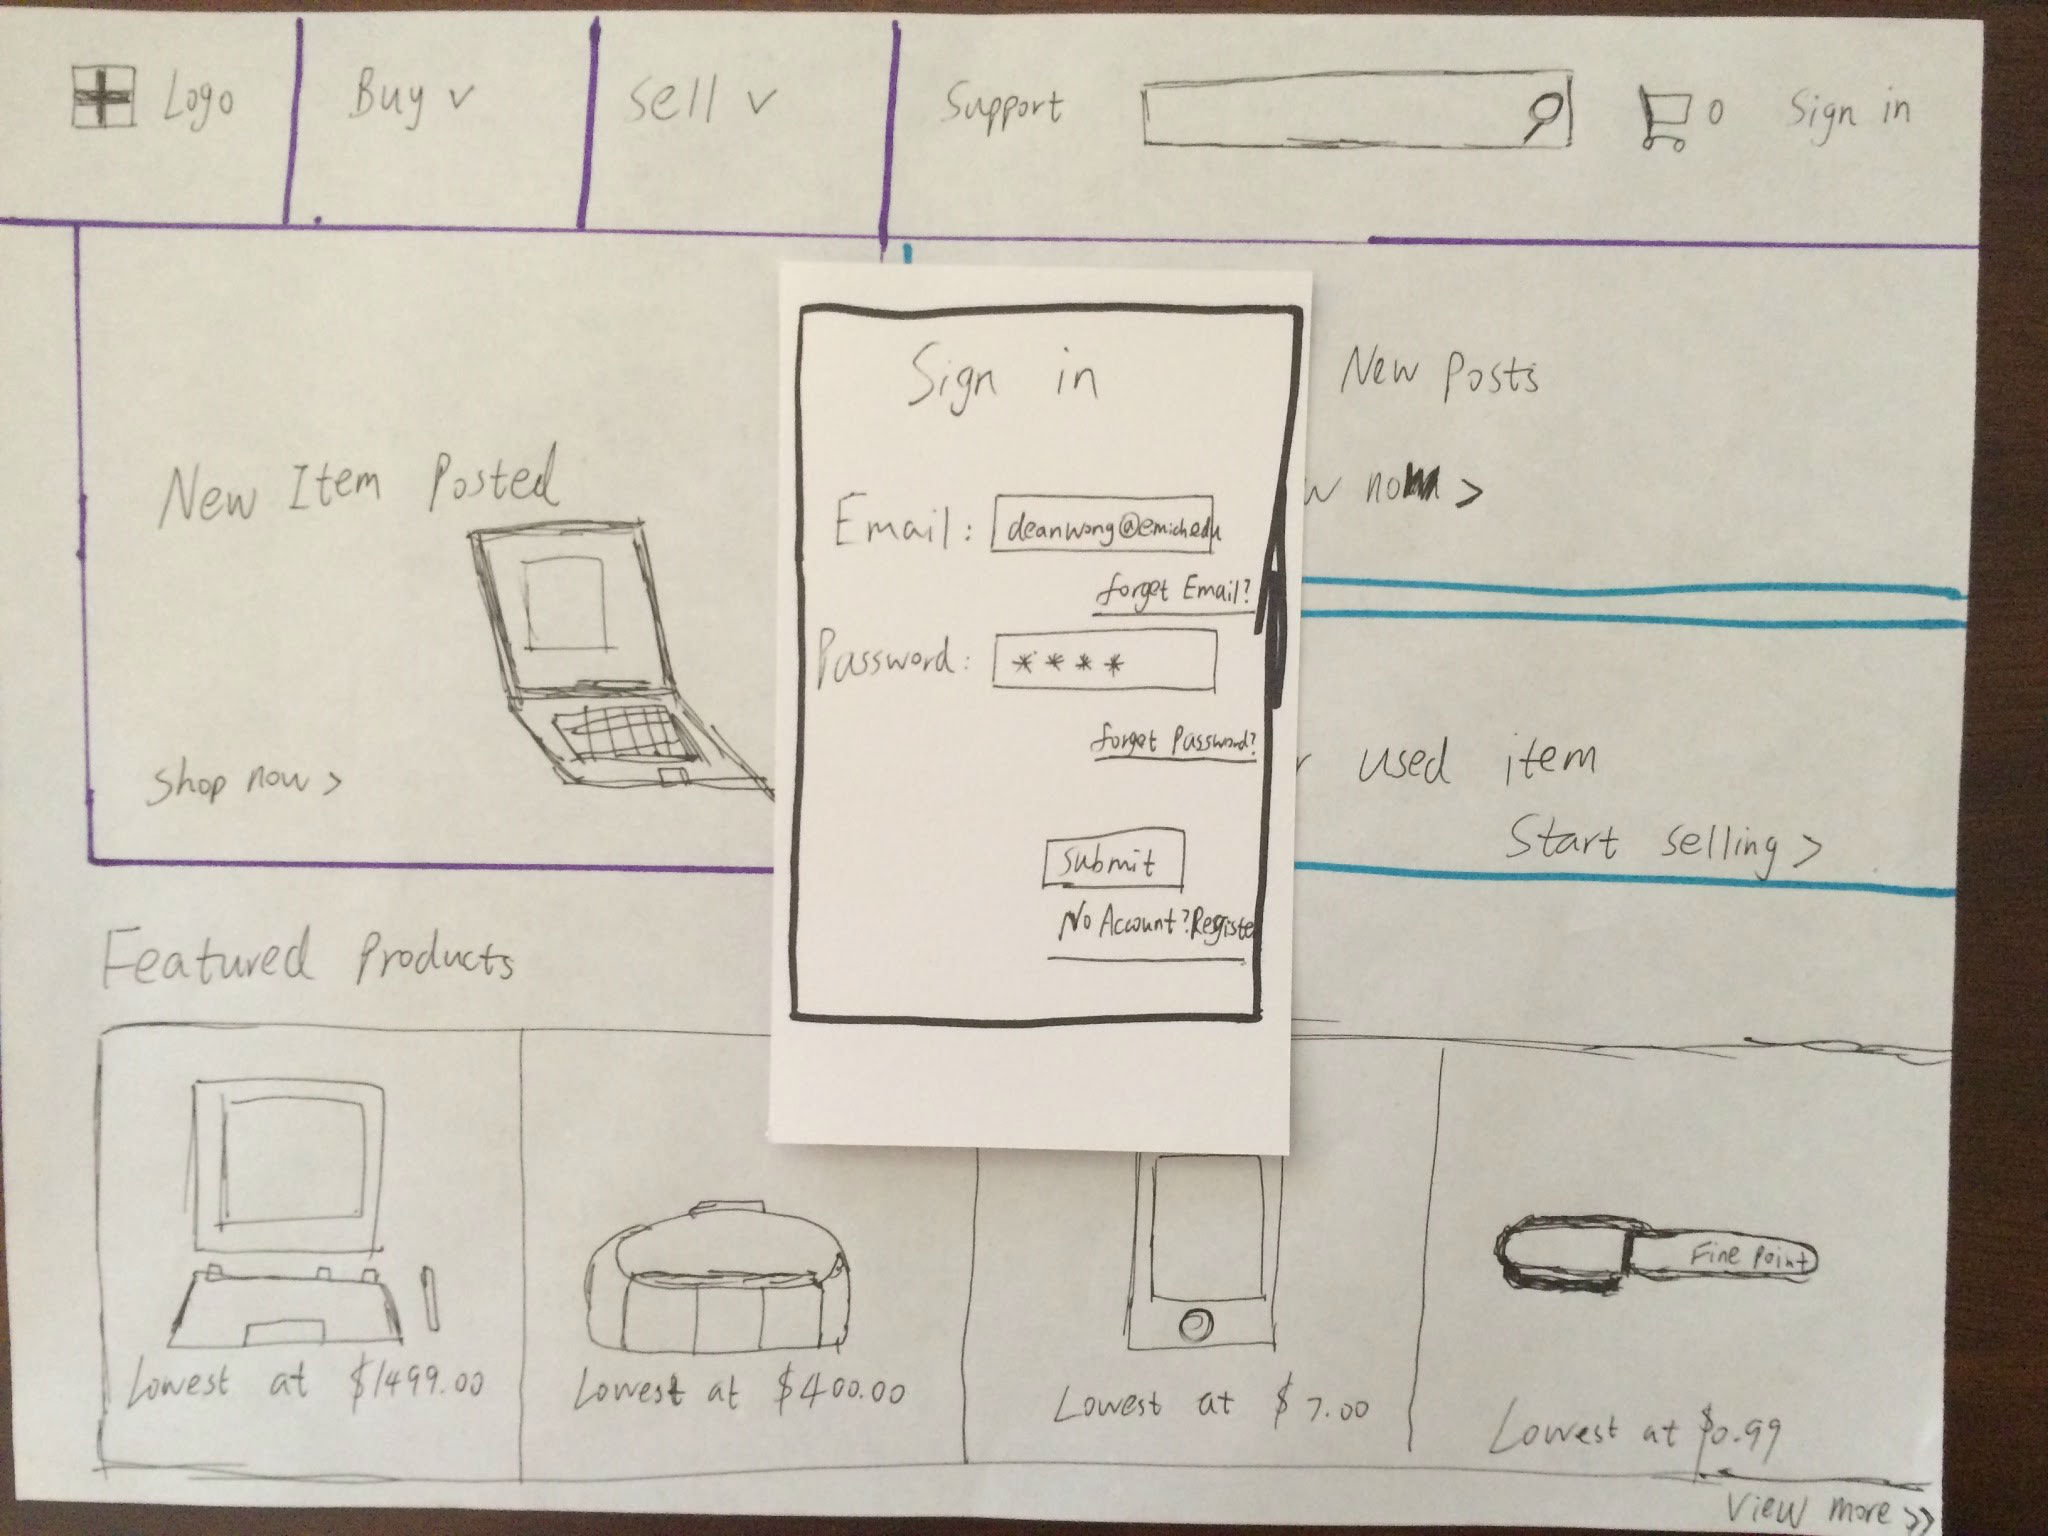 Logo
Buy
Sell
Support
0
Sign in
New Item Posted
Shop now >
New Posts
>
used item
Start selling >
Sign in
Email: deanwong@emich.edu
forget Email?
Password: ****
forget Password?
Submit
No Account? Registe
Featured Products
Lowest at $1499.00
Lowest at $400.00
Lowest at $7.00
Fine Point
Lowest at $0.99
View more >>